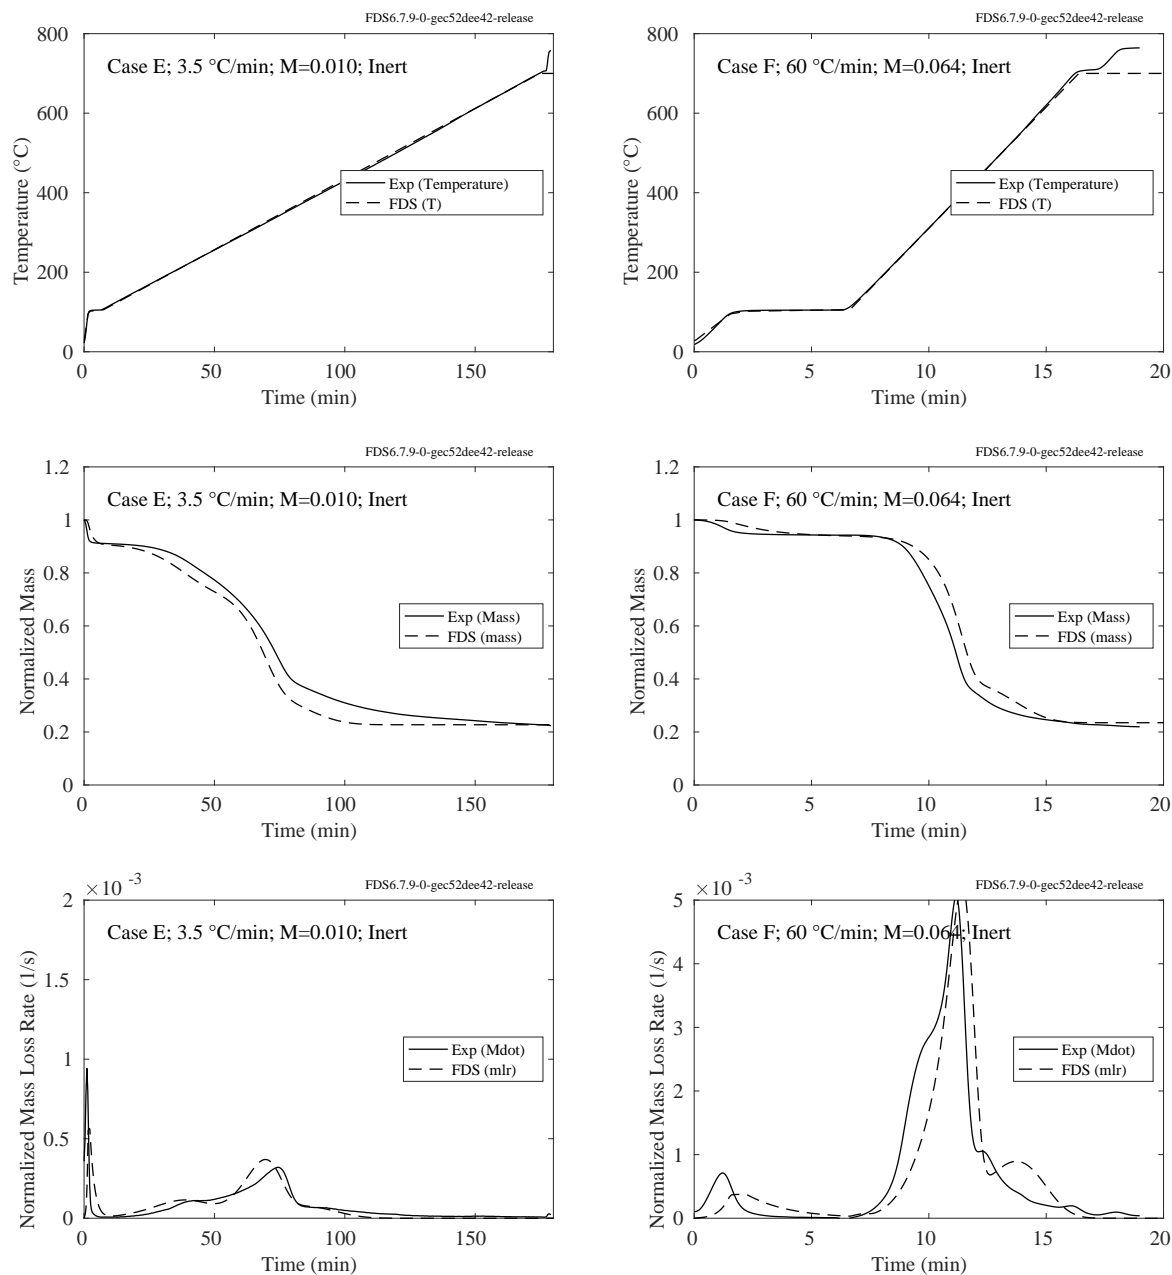 FDS6.7.9-0-gec52dee42-release
Case E; 3.5 °C/min; M=0.010; Inert
Temperature (°C)
800
600
400
200
0
Exp (Temperature)
FDS (T)
0 50 100 150
Time (min)
FDS6.7.9-0-gec52dee42-release
Case F; 60 °C/min; M=0.064; Inert
Temperature (°C)
800
600
400
200
0
Exp (Temperature)
FDS (T)
0 5 10 15 20
Time (min)
FDS6.7.9-0-gec52dee42-release
Case E; 3.5 °C/min; M=0.010; Inert
Normalized Mass
1.2
1
0.8
0.6
0.4
0.2
0
Exp (Mass)
FDS (mass)
0 50 100 150
Time (min)
FDS6.7.9-0-gec52dee42-release
Case F; 60 °C/min; M=0.064; Inert
Normalized Mass
1.2
1
0.8
0.6
0.4
0.2
0
Exp (Mass)
FDS (mass)
0 5 10 15 20
Time (min)
FDS6.7.9-0-gec52dee42-release
×10 -3
Case E; 3.5 °C/min; M=0.010; Inert
Normalized Mass Loss Rate (1/s)
2
1.5
1
0.5
0
Exp (Mdot)
FDS (mlr)
0 50 100 150
Time (min)
FDS6.7.9-0-gec52dee42-release
×10 -3
Case F; 60 °C/min; M=0.064; Inert
Normalized Mass Loss Rate (1/s)
5
4
3
2
1
0
Exp (Mdot)
FDS (mlr)
0 5 10 15 20
Time (min)